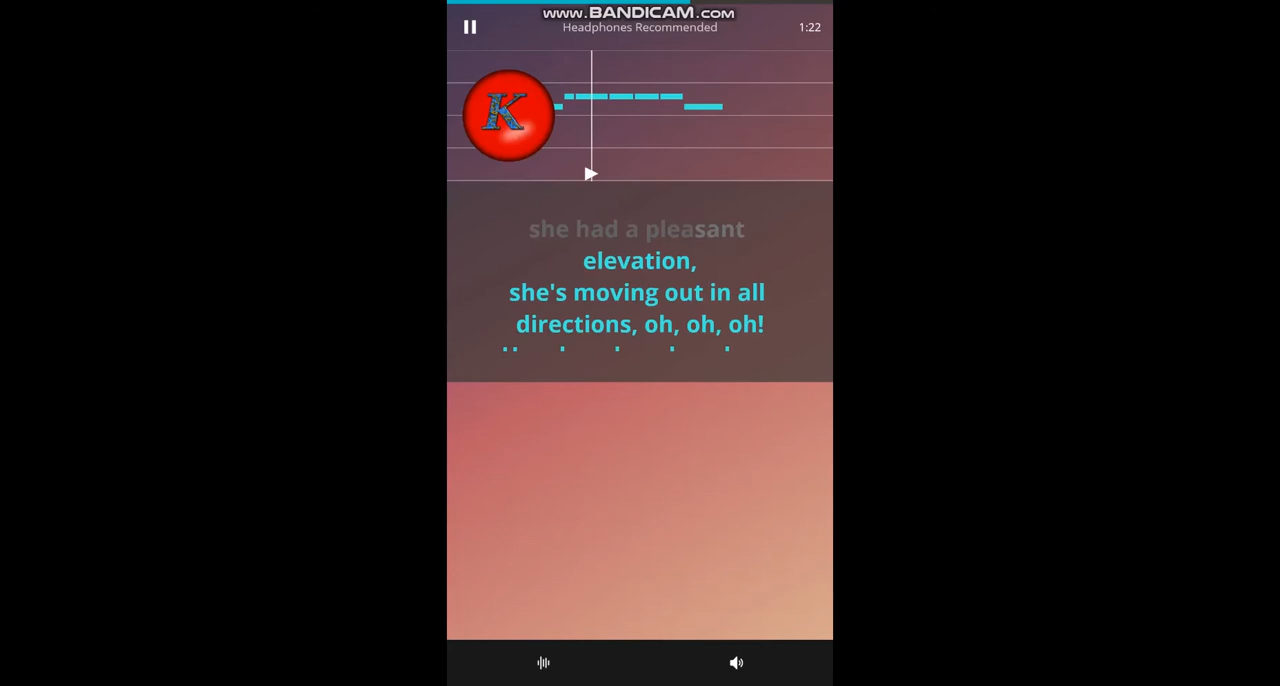 www.BANDICAM.com
Headphones Recommended
1:22
K
she had a pleasant
elevation,
she's moving out in all
directions, oh, oh, oh!